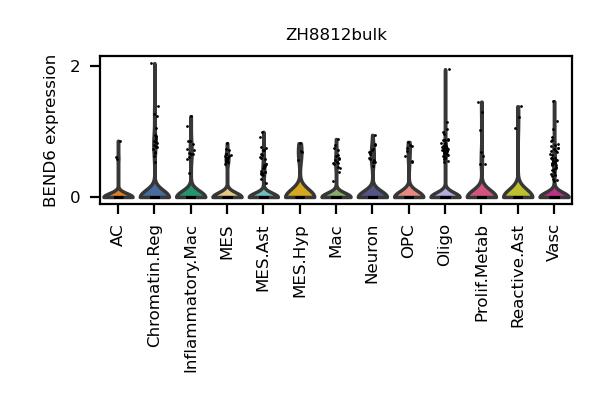 ZH8812bulk
BEND6 expression
2
0
AC
Chromatin.Reg
Inflammatory.Mac
MES
MES.Ast
MES.Hyp
Mac
Neuron
OPC
Oligo
Prolif.Metab
Reactive.Ast
Vasc